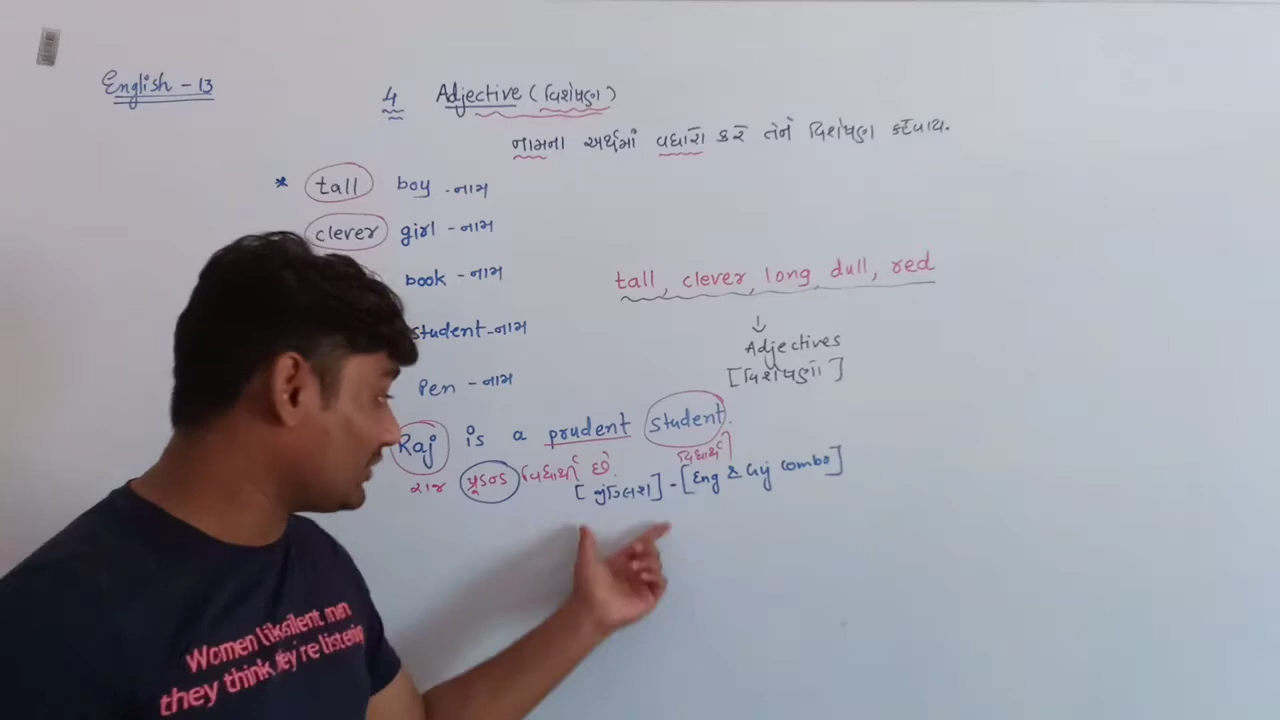 English - 13
4 Adjective (વિશેષણ)
નામના અર્થમાં વધારો કરે તેને વિશેષણ કહેવાય.
* tall boy - નામ
clever girl - નામ
book - નામ
tall, clever, long, dull, red
student - નામ
↓
Adjectives
[વિશેષણો]
Pen - નામ
Raj is a prudent student.
રાજ પ્રૂડન્ડ વિદ્યાર્થી છે. વિદ્યાર્થી
[ગુંગ્લિશ] - [Eng & Guj combo]
Women like silent men
they think they're listening